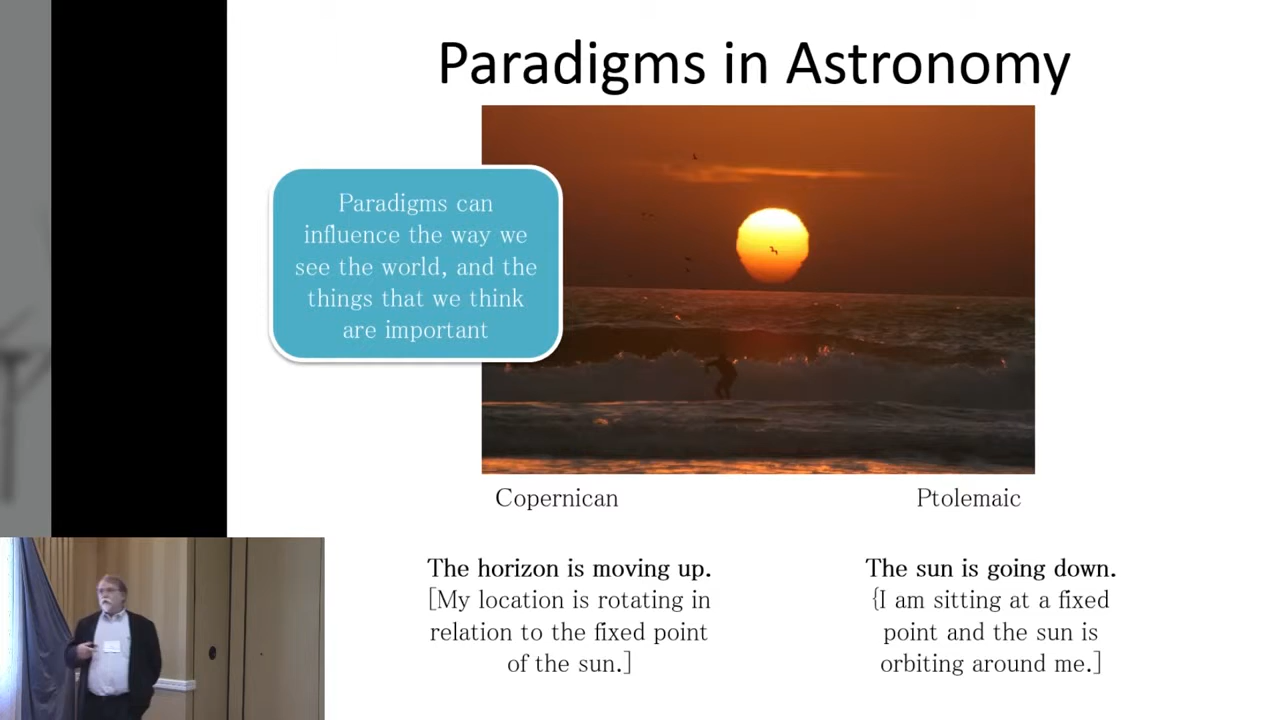 Paradigms in Astronomy
Paradigms can
influence the way we
see the world, and the
things that we think
are important
Copernican
Ptolemaic
The horizon is moving up.
[My location is rotating in
relation to the fixed point
of the sun.]
The sun is going down.
{I am sitting at a fixed
point and the sun is
orbiting around me.]